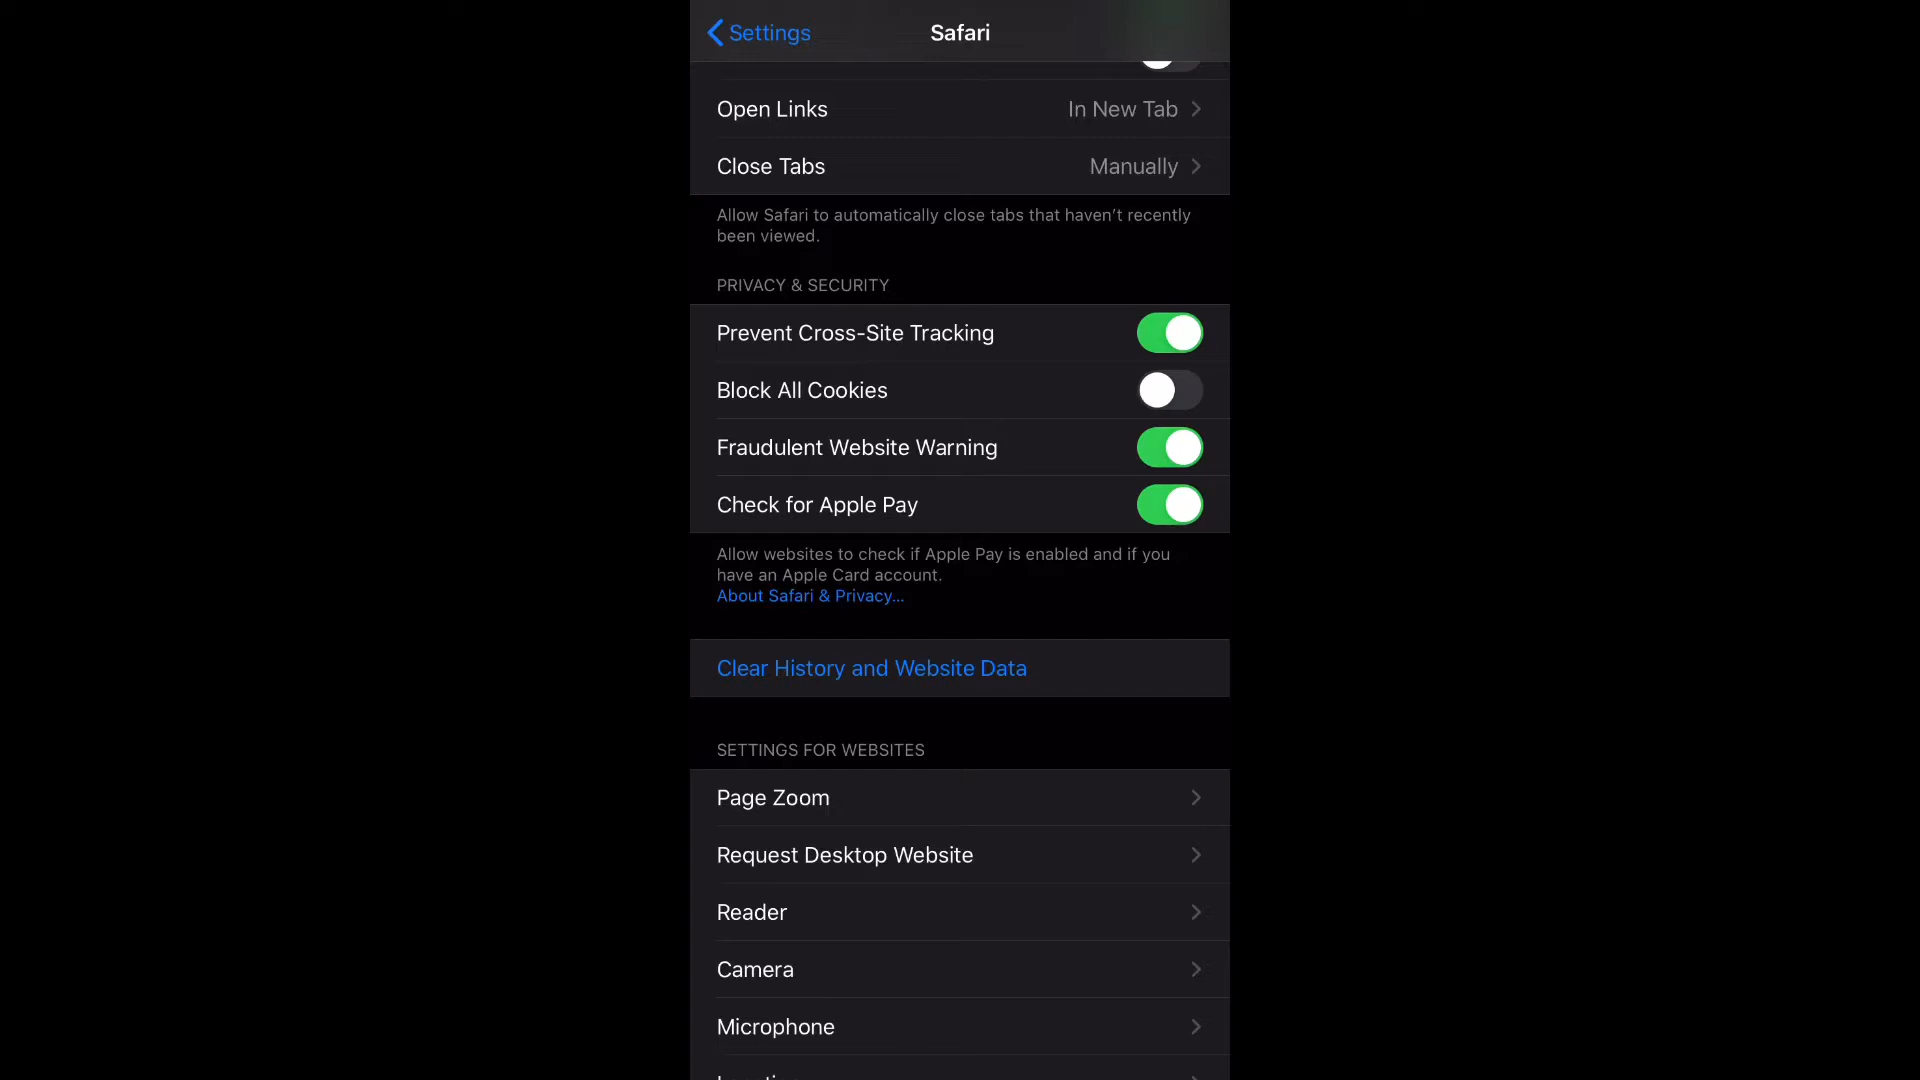 Settings
Safari
Open Links
In New Tab
Close Tabs
Manually
Allow Safari to automatically close tabs that haven't recently
been viewed.
PRIVACY & SECURITY
Prevent Cross-Site Tracking
Block All Cookies
Fraudulent Website Warning
Check for Apple Pay
Allow websites to check if Apple Pay is enabled and if you
have an Apple Card account.
About Safari & Privacy...
Clear History and Website Data
SETTINGS FOR WEBSITES
Page Zoom
Request Desktop Website
Reader
Camera
Microphone